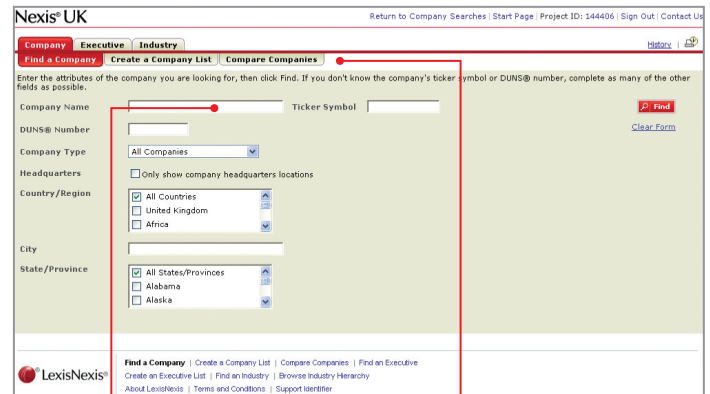 Nexis® UK
Return to Company Searches | Start Page | Project ID: 144406 | Sign Out | Contact Us
Company Executive Industry
History |
Find a Company Create a Company List Compare Companies
Enter the attributes of the company you are looking for, then click Find. If you don't know the company's ticker symbol or DUNS® number, complete as many of the other
fields as possible.
Company Name Ticker Symbol Find
DUNS® Number Clear Form
Company Type All Companies
Headquarters Only show company headquarters locations
Country/Region All Countries
United Kingdom
Africa
City
State/Province All States/Provinces
Alabama
Alaska
Find a Company | Create a Company List | Compare Companies | Find an Executive
LexisNexis® Create an Executive List | Find an Industry | Browse Industry Hierarchy
About LexisNexis | Terms and Conditions | Support Identifier